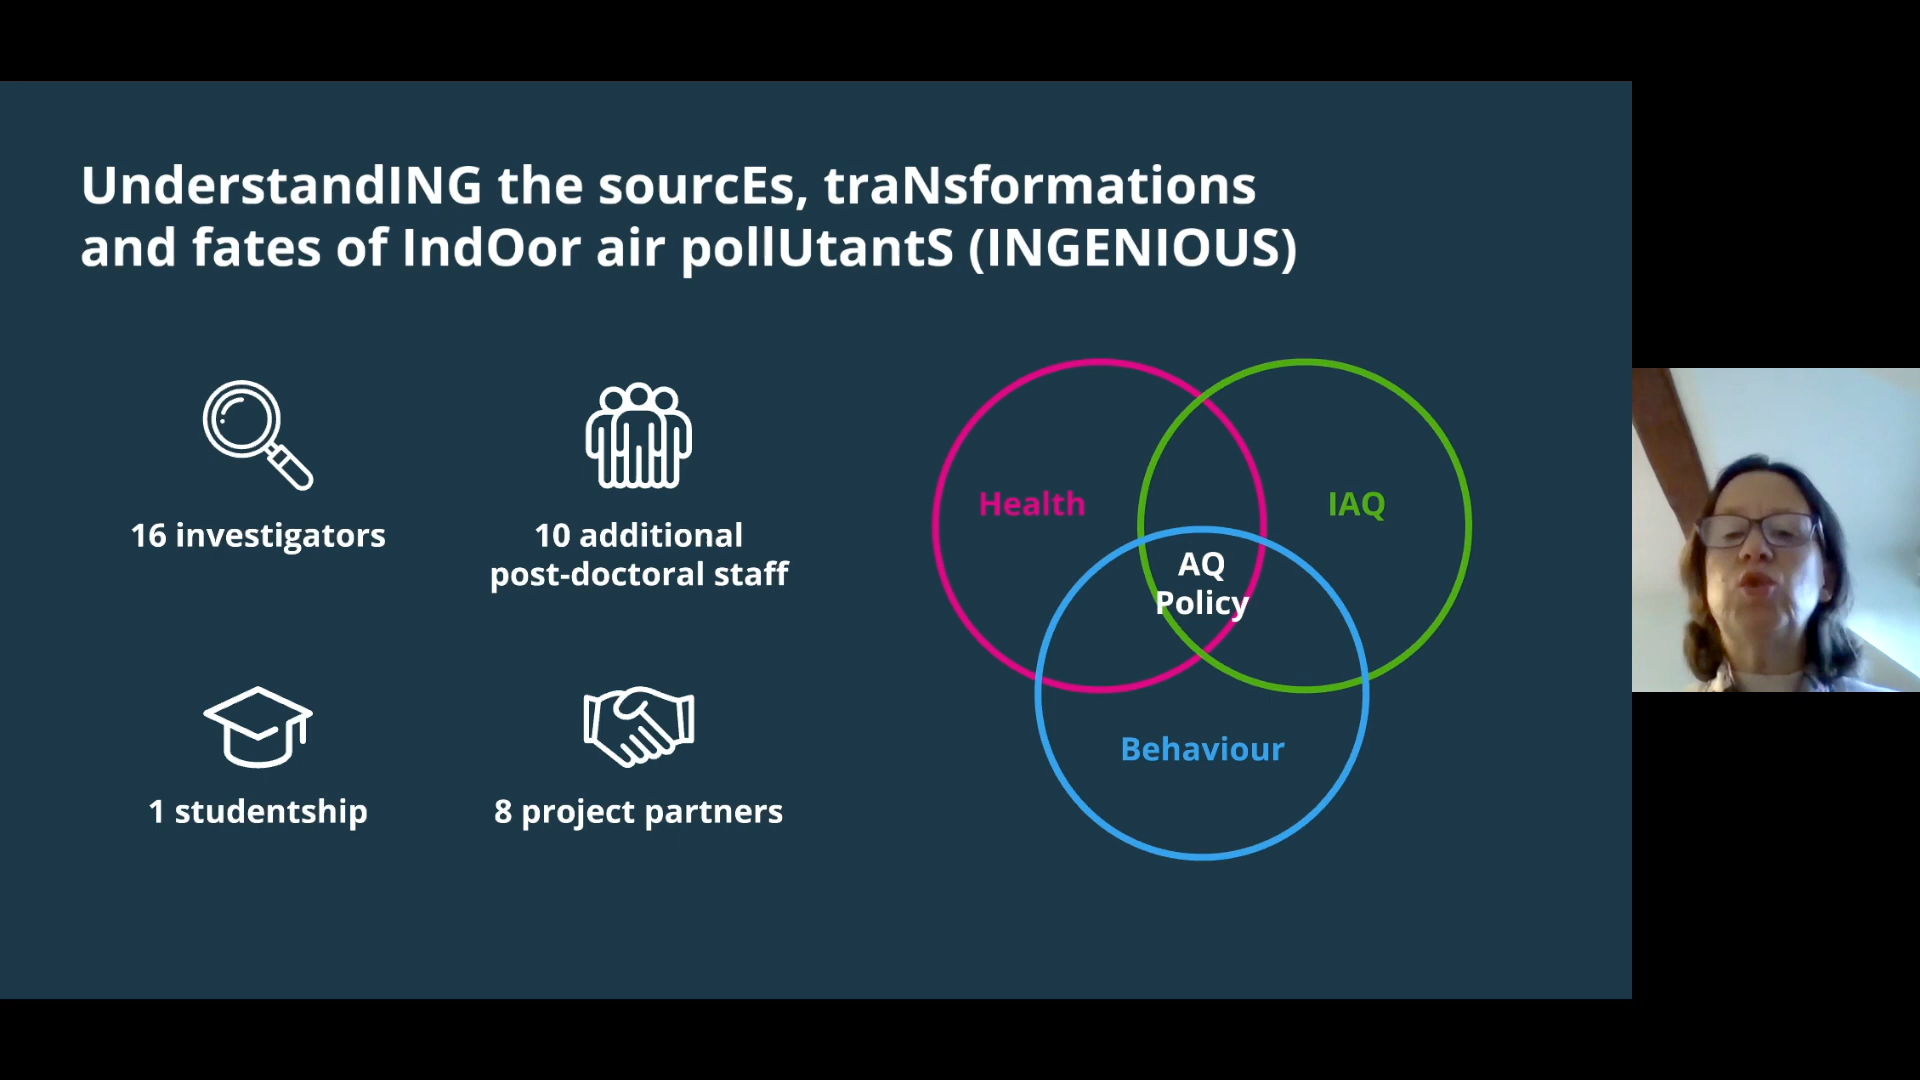 UnderstandING the sourcEs, traNsformations
and fates of IndOor air pollUtantS (INGENIOUS)
16 investigators
10 additional
post-doctoral staff
1 studentship
8 project partners
Health
IAQ
AQ
Policy
Behaviour